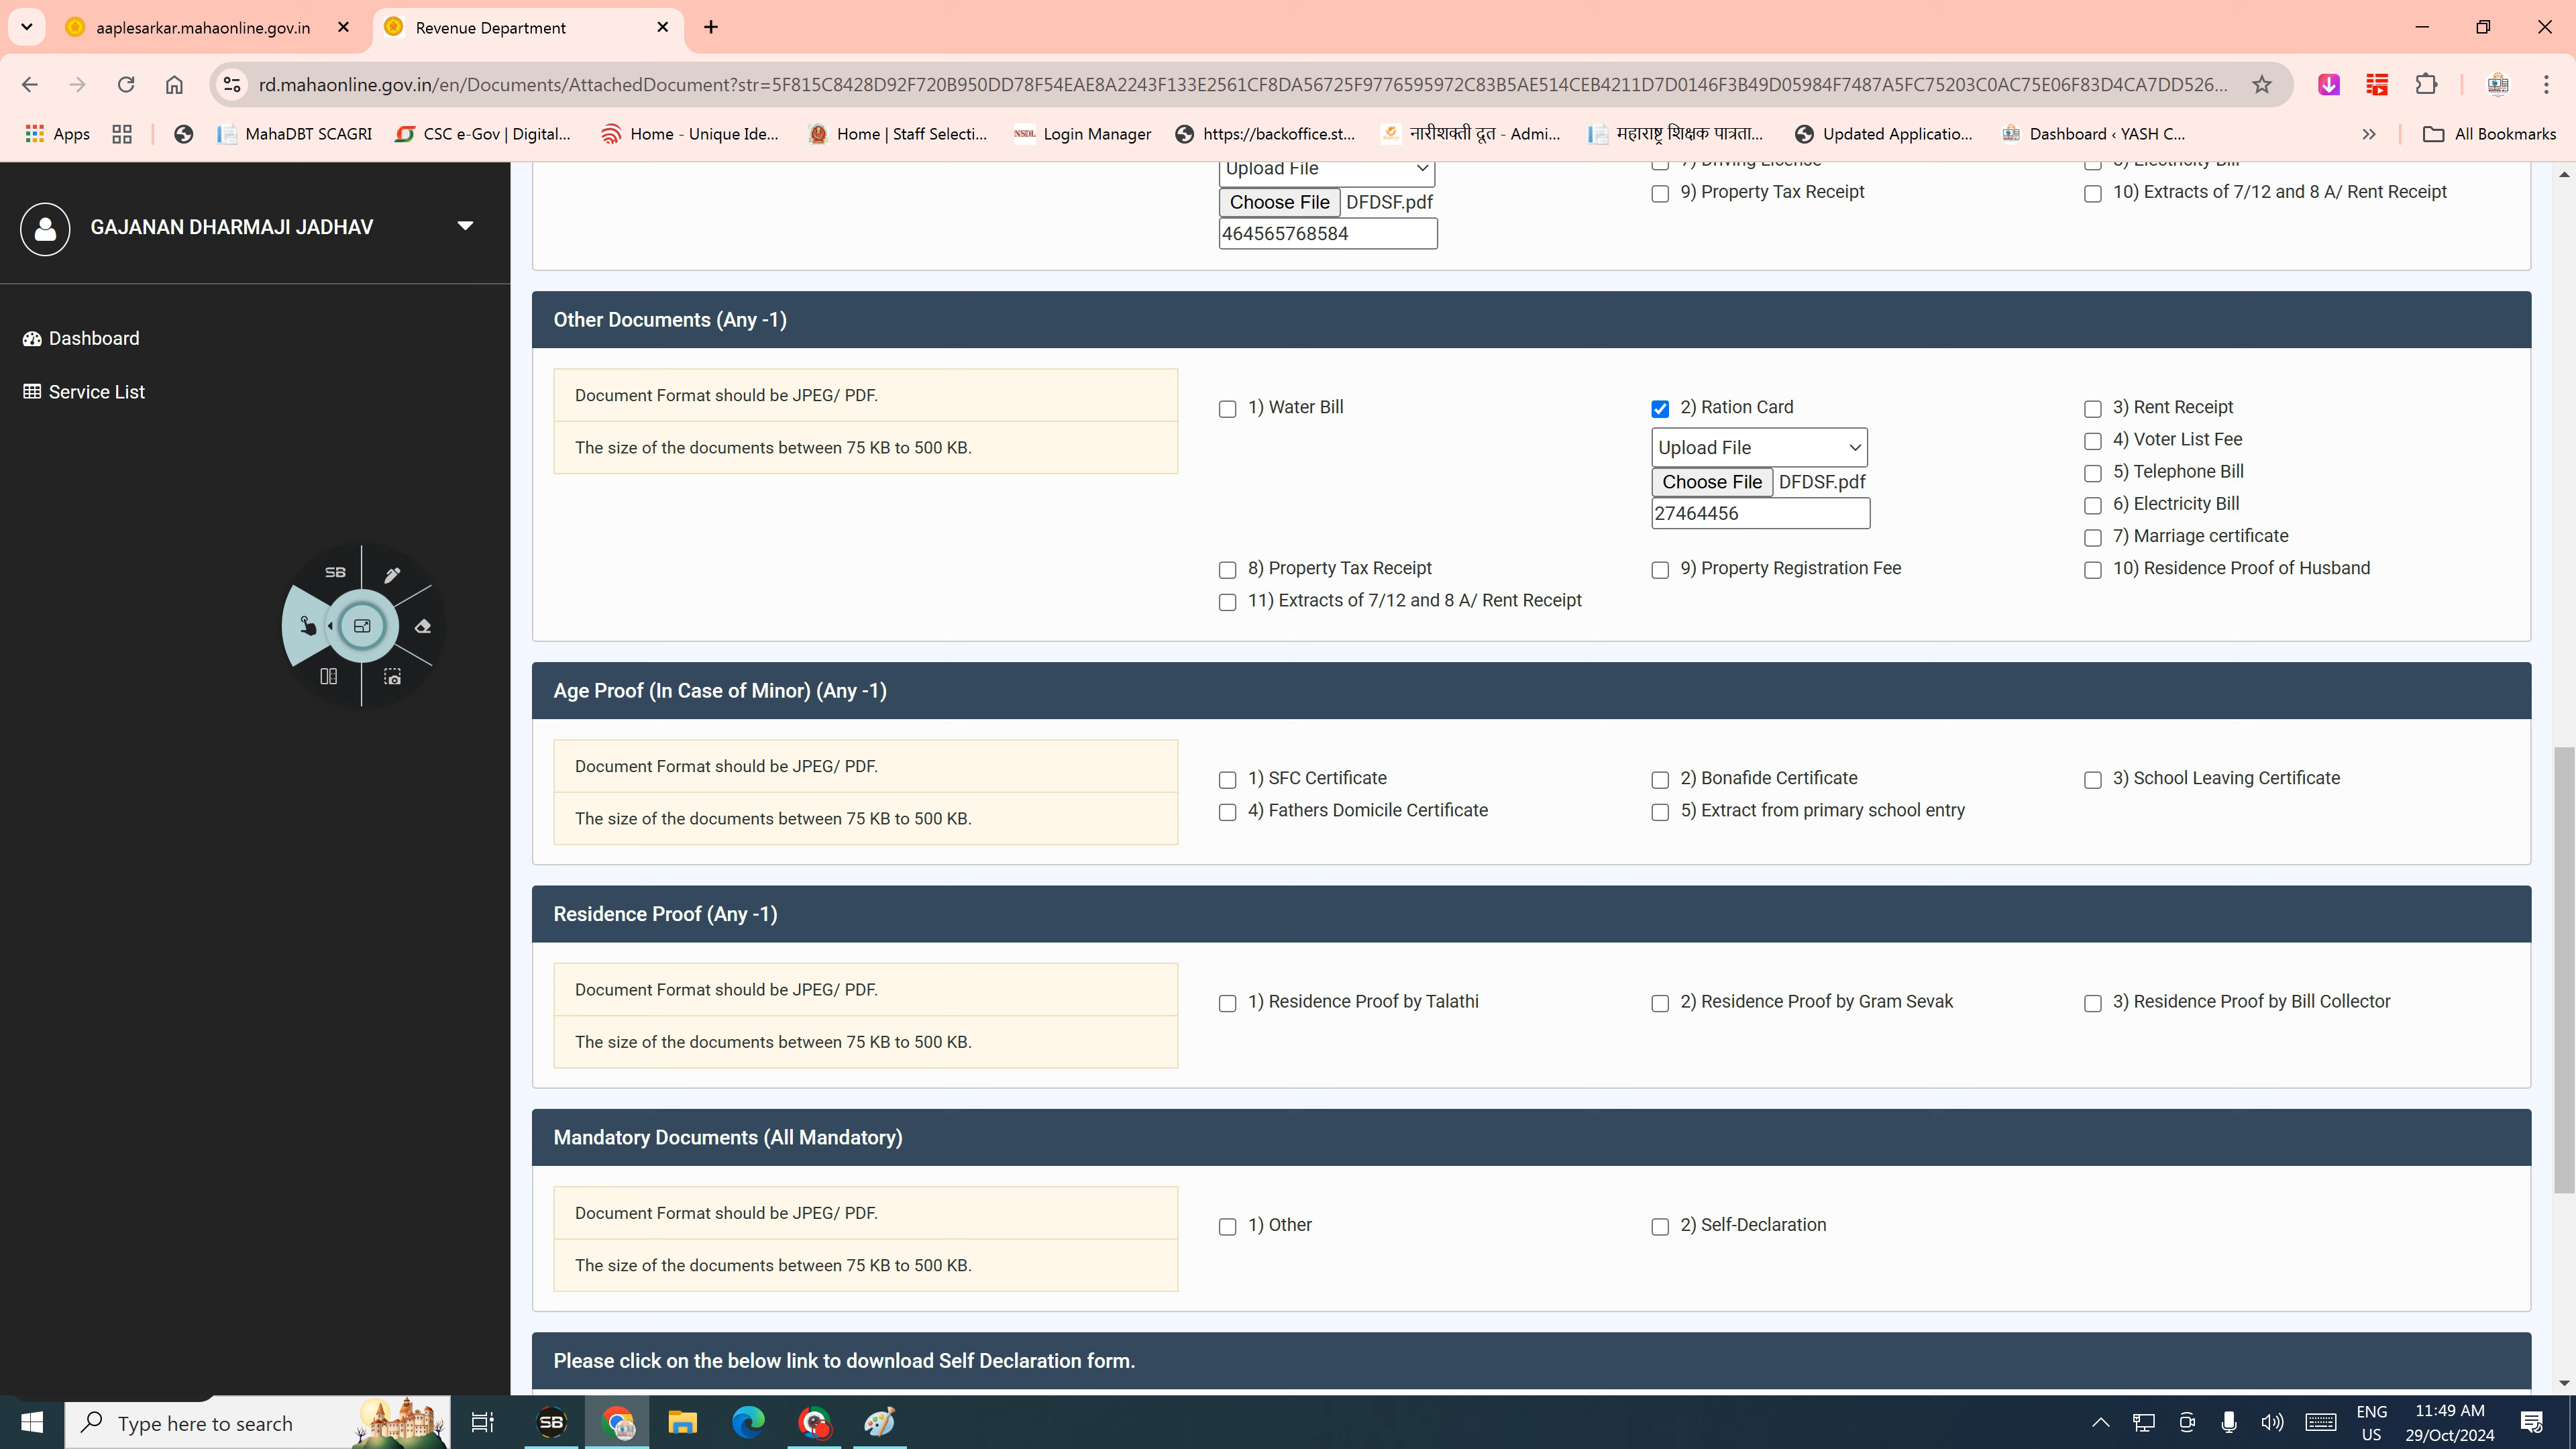 aaplesarkar.mahaonline.gov.in
Revenue Department
rd.mahaonline.gov.in/en/Documents/AttachedDocument?str=5F815C8428D92F720B950DD78F54EAE8A2243F133E2561CF8DA56725F9776595972C83B5AE514CEB4211D7D0146F3B49D05984F7487A5FC75203C0AC75E06F83D4CA7DD526...
Apps MahaDBT SCAGRI CSC e-Gov | Digital... Home - Unique Ide... Home | Staff Selecti... NSDL Login Manager https://backoffice.st... नारीशक्ती दूत - Admi... महाराष्ट्र शिक्षक पात्रता... Updated Applicatio... Dashboard ‹ YASH C... » All Bookmarks
GAJANAN DHARMAJI JADHAV
Dashboard
Service List
SB
Upload File 7) Driving License 8) Electricity Bill
Choose File DFDSF.pdf 9) Property Tax Receipt 10) Extracts of 7/12 and 8 A/ Rent Receipt
464565768584
Other Documents (Any -1)
Document Format should be JPEG/ PDF.
The size of the documents between 75 KB to 500 KB.
1) Water Bill 2) Ration Card 3) Rent Receipt
Upload File 4) Voter List Fee
Choose File DFDSF.pdf 5) Telephone Bill
27464456 6) Electricity Bill
7) Marriage certificate
8) Property Tax Receipt 9) Property Registration Fee 10) Residence Proof of Husband
11) Extracts of 7/12 and 8 A/ Rent Receipt
Age Proof (In Case of Minor) (Any -1)
Document Format should be JPEG/ PDF.
The size of the documents between 75 KB to 500 KB.
1) SFC Certificate 2) Bonafide Certificate 3) School Leaving Certificate
4) Fathers Domicile Certificate 5) Extract from primary school entry
Residence Proof (Any -1)
Document Format should be JPEG/ PDF.
The size of the documents between 75 KB to 500 KB.
1) Residence Proof by Talathi 2) Residence Proof by Gram Sevak 3) Residence Proof by Bill Collector
Mandatory Documents (All Mandatory)
Document Format should be JPEG/ PDF.
The size of the documents between 75 KB to 500 KB.
1) Other 2) Self-Declaration
Please click on the below link to download Self Declaration form.
Type here to search
SB
ENG
US
11:49 AM
29/Oct/2024